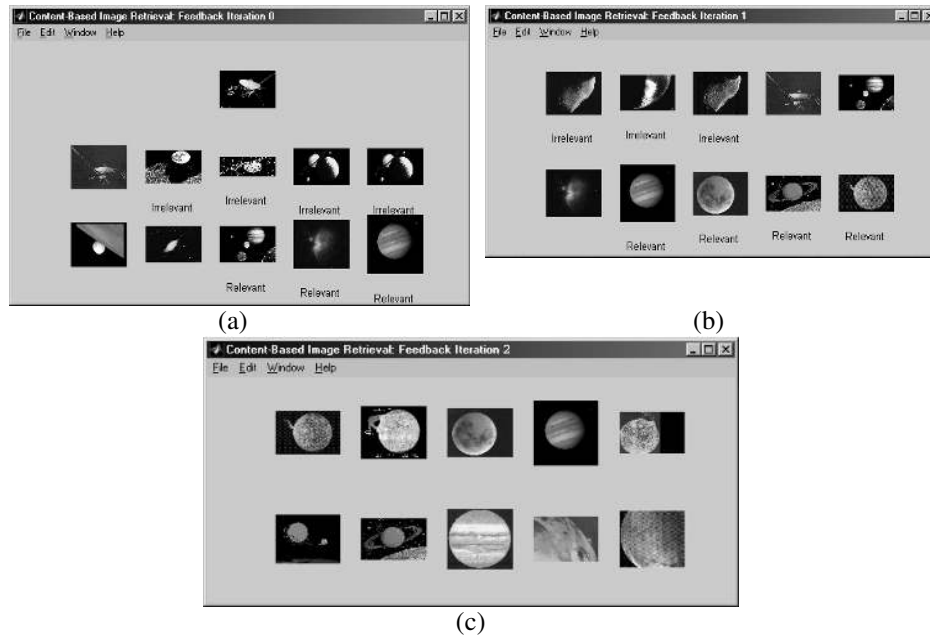 Content-Based Image Retrieval: Feedback Iteration 0
File Edit Window Help
Irrelevant Irrelevant Irrelevant Irrelevant
Relevant Relevant Relevant
(a)
Content-Based Image Retrieval: Feedback Iteration 1
File Edit Window Help
Irrelevant Irrelevant Irrelevant
Relevant Relevant Relevant Relevant
(b)
Content-Based Image Retrieval: Feedback Iteration 2
File Edit Window Help
(c)